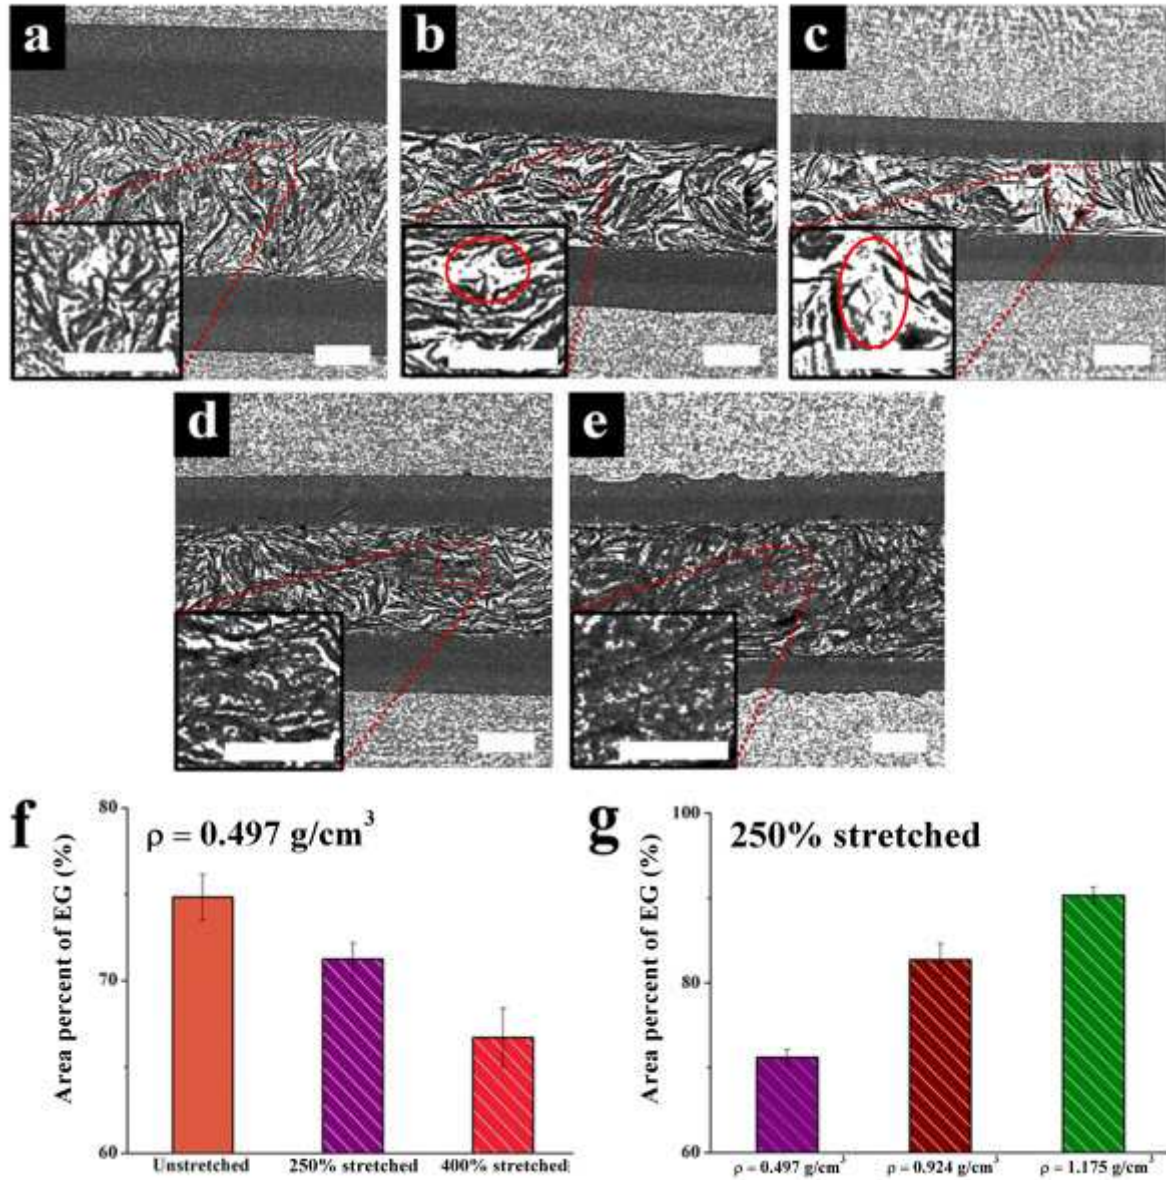 a
b
c
d
e
f
ρ = 0.497 g/cm³
Area percent of EG (%)
80
70
60
Unstretched
250% stretched
400% stretched
g
250% stretched
Area percent of EG (%)
100
80
60
ρ = 0.497 g/cm³
ρ = 0.924 g/cm³
ρ = 1.175 g/cm³